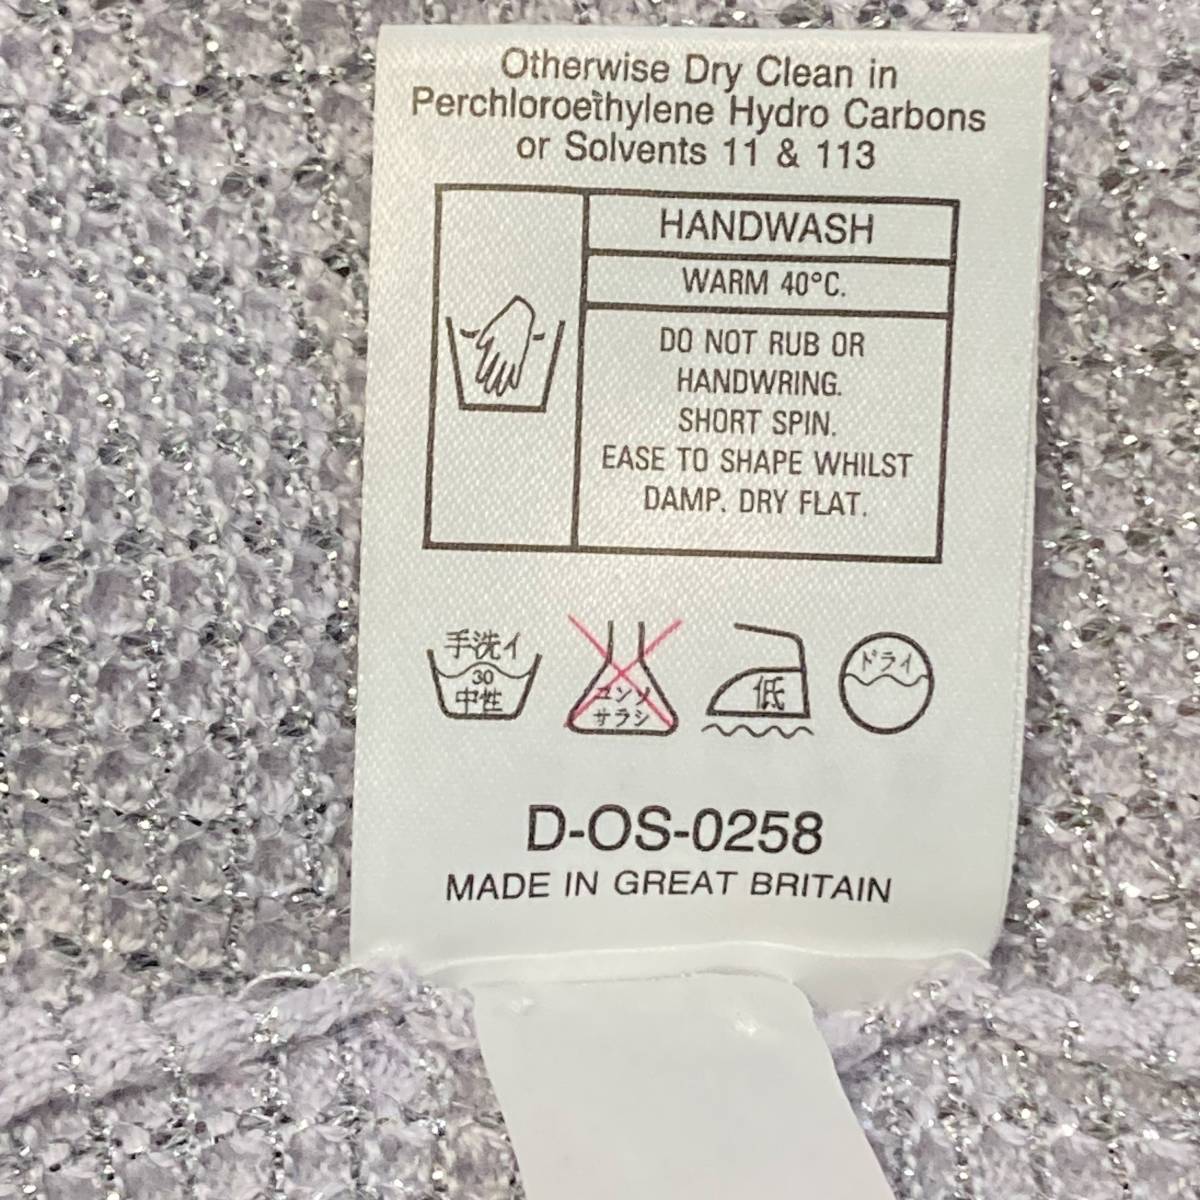 Otherwise Dry Clean in
Perchloroethylene Hydro Carbons
or Solvents 11 & 113
HANDWASH
WARM 40°C.
DO NOT RUB OR
HANDWRING.
SHORT SPIN.
EASE TO SHAPE WHILST
DAMP. DRY FLAT.
手洗イ
30
中性
エンソ
サラシ
低
ドライ
D-OS-0258
MADE IN GREAT BRITAIN